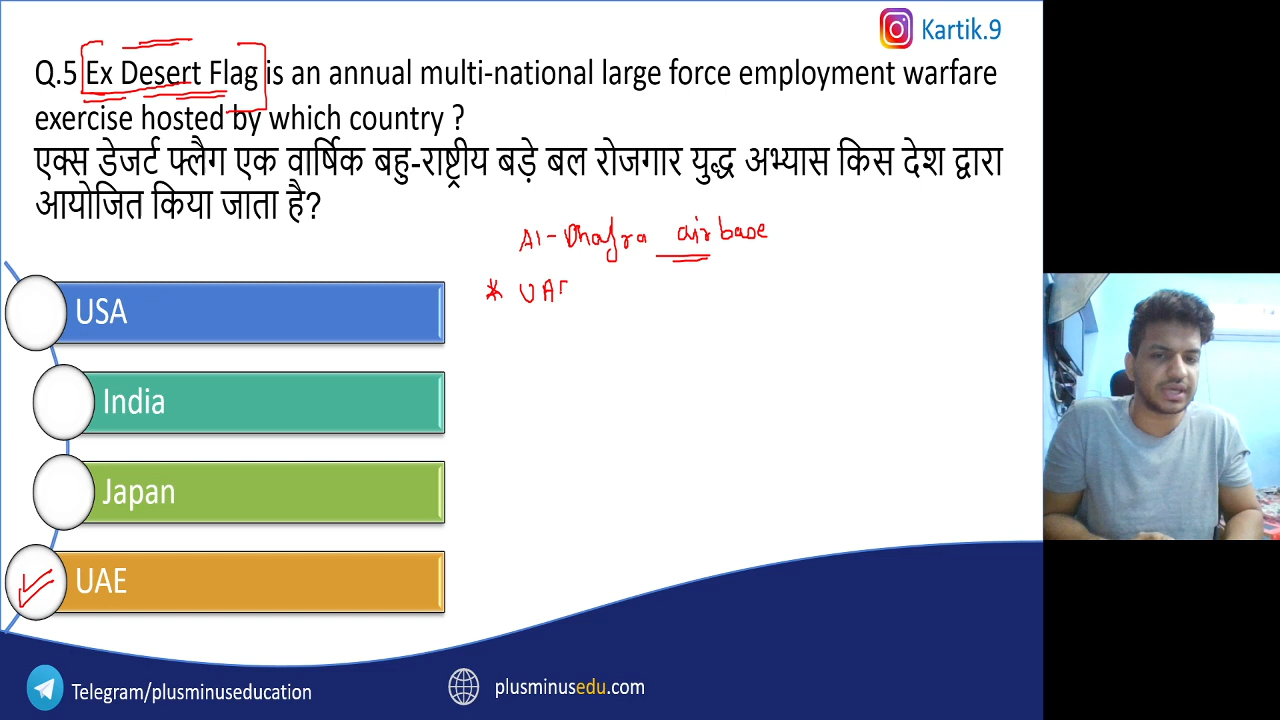 Kartik.9
Q.5 Ex Desert Flag is an annual multi-national large force employment warfare
exercise hosted by which country ?
एक्स डेजर्ट फ्लैग एक वार्षिक बहु-राष्ट्रीय बड़े बल रोजगार युद्ध अभ्यास किस देश द्वारा
आयोजित किया जाता है?
Al-Dhafra airbase
* UAE
USA
India
Japan
UAE
Telegram/plusminuseducation
plusminusedu.com